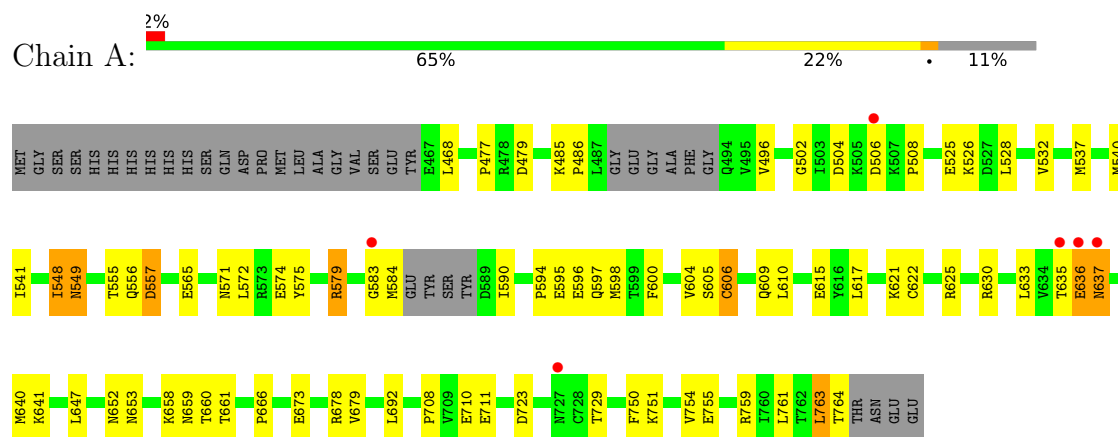 2%
Chain A:
65% 22% • 11%
MET GLY SER SER HIS HIS HIS HIS HIS HIS SER GLN ASP PRO MET LEU ALA GLY VAL SER GLU TYR E467 L468 P477 R478 D479 K485 P486 L487 GLY GLU GLY ALA PHE GLY Q494 V495 V496 G502 I503 D504 K505 D506 K507 P508 E525 K526 D527 L528 V532 M537 M540
I541 I548 N549 T555 Q556 D557 E565 N571 L572 R573 E574 Y575 R579 G583 M584 GLU TYR SER TYR D589 I590 P594 E595 E596 Q597 M598 T599 F600 V604 S605 C606 Q609 L610 E615 Y616 L617 K621 C622 R625 R630 L633 V634 T635 E636 N637
M640 K641 L647 N652 N653 K658 N659 T660 T661 P666 E673 R678 V679 L692 P708 V709 E710 E711 D723 N727 C728 T729 F750 K751 V754 E755 R759 I760 L761 T762 L763 T764 THR ASN GLU GLU